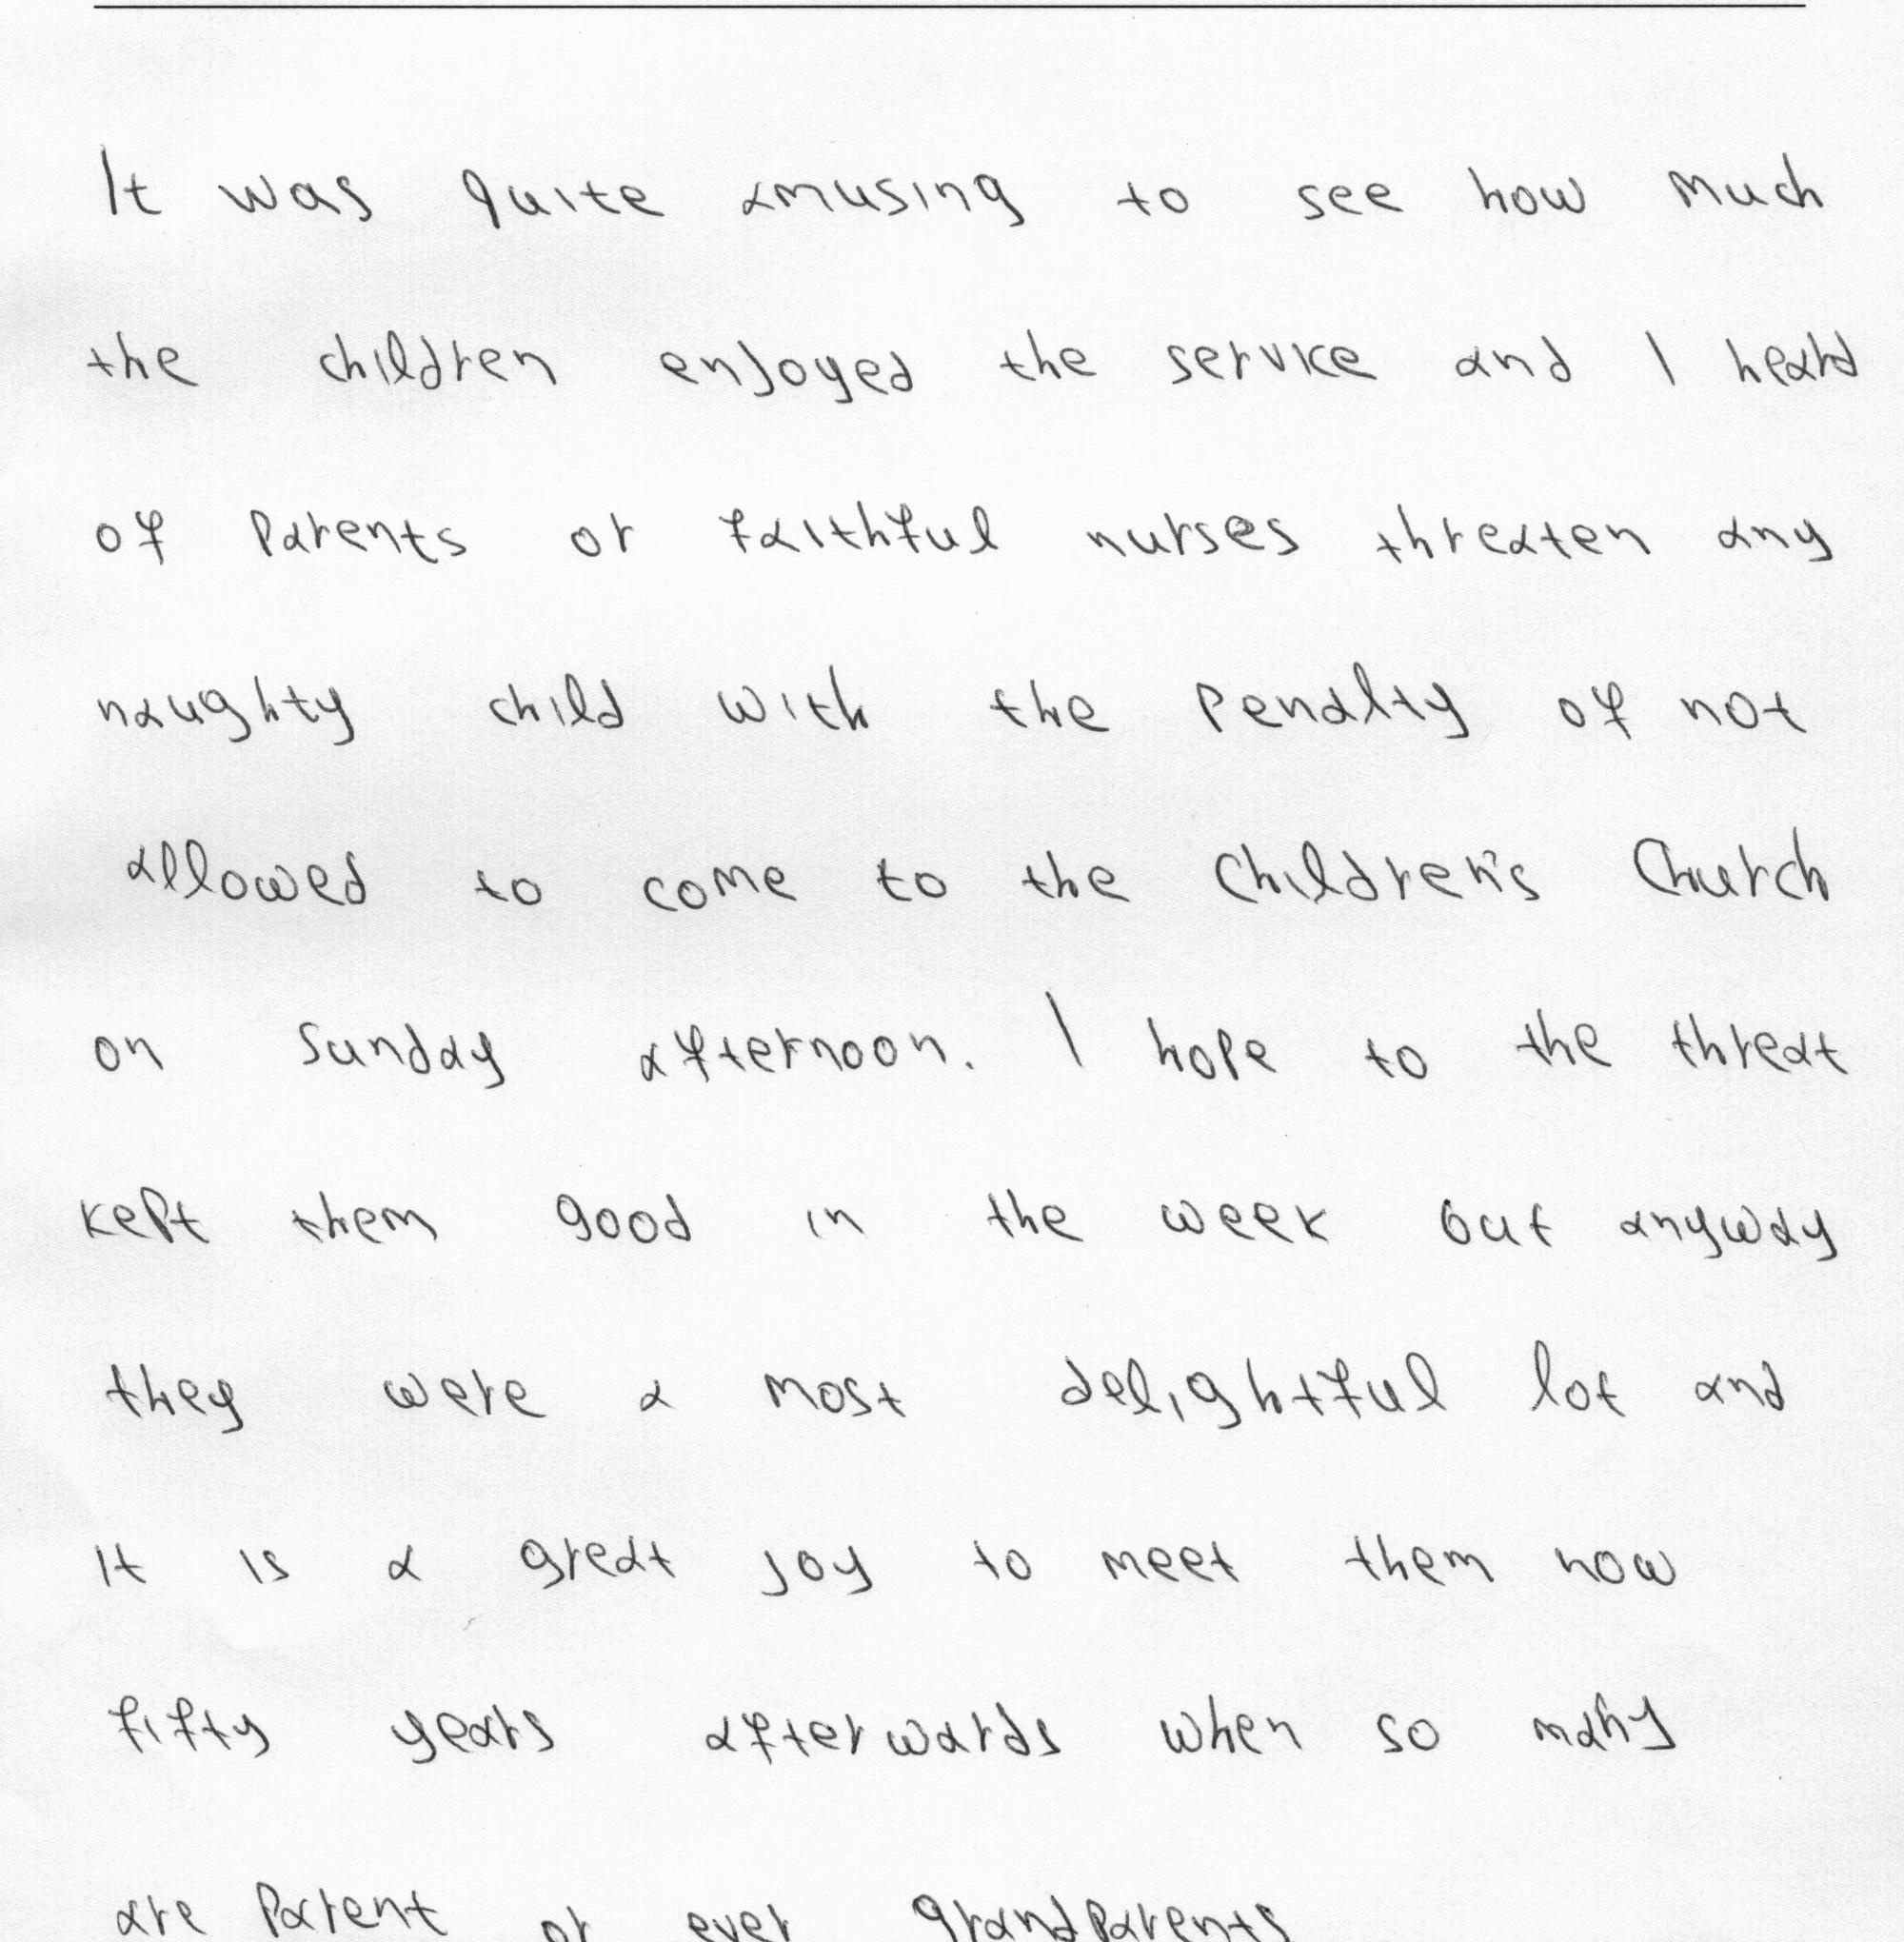 It was quite amusing to see how much
the children enjoyed the service and I heard
of parents or faithful nurses threaten any
naughty child with the penalty of not
allowed to come to the Children's Church
on Sunday afternoon. I hope to the threat
kept them good in the week out anyway
they were a most delightful lot and
it is a great joy to meet them now
fifty years afterwards when so many
are parent or ever grandparents